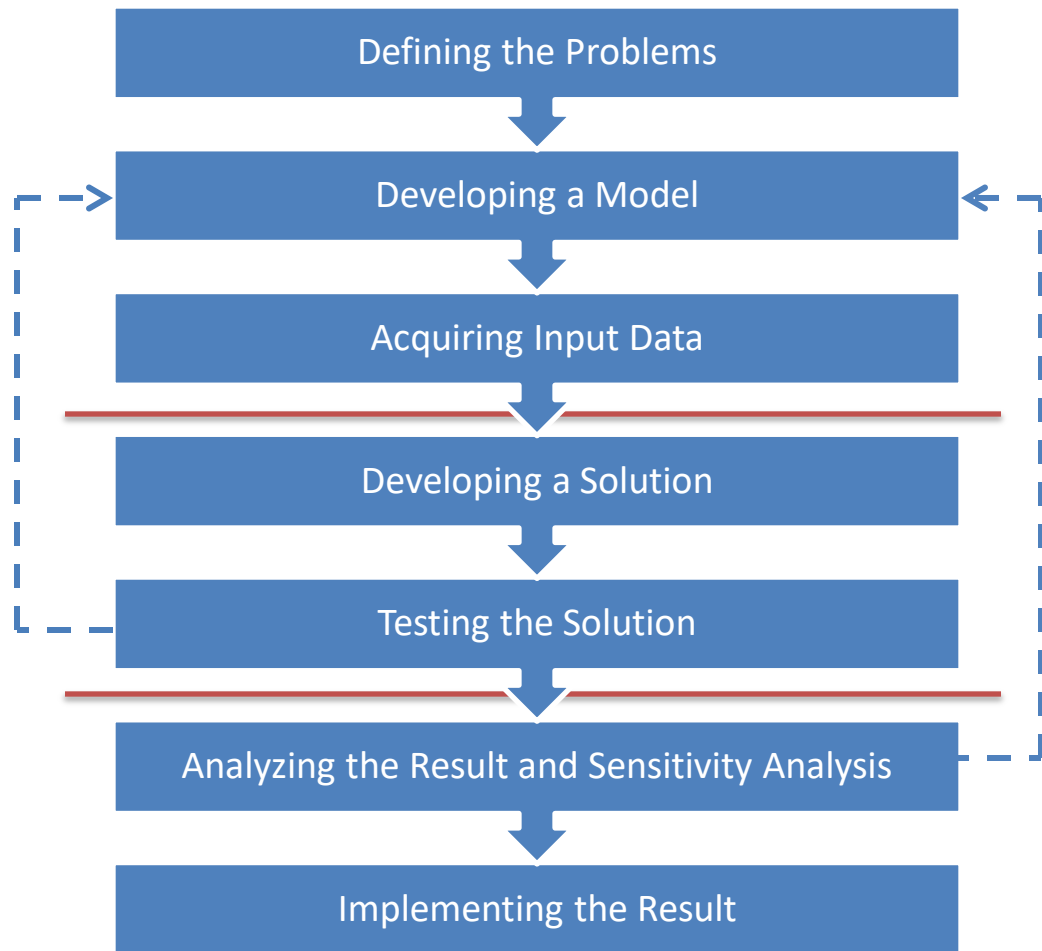 Defining the Problems
Developing a Model
Acquiring Input Data
Developing a Solution
Testing the Solution
Analyzing the Result and Sensitivity Analysis
Implementing the Result